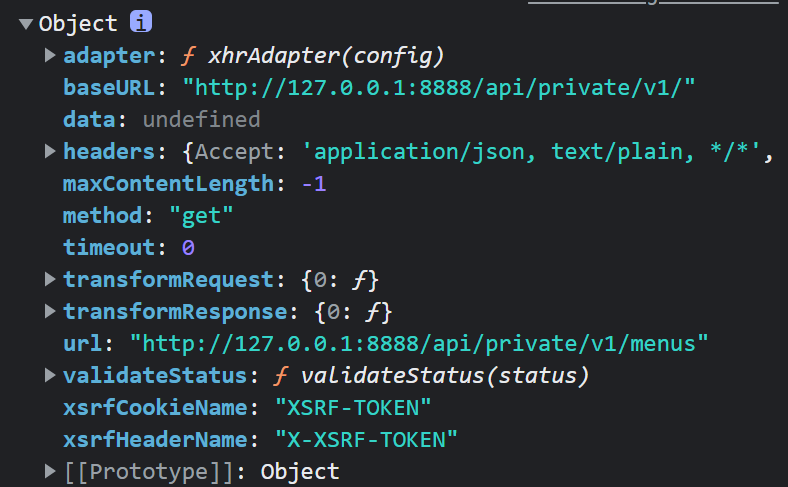 Object i
adapter: ƒ xhrAdapter(config)
baseURL: "http://127.0.0.1:8888/api/private/v1/"
data: undefined
headers: {Accept: 'application/json, text/plain, */*',
maxContentLength: -1
method: "get"
timeout: 0
transformRequest: {0: ƒ}
transformResponse: {0: ƒ}
url: "http://127.0.0.1:8888/api/private/v1/menus"
validateStatus: ƒ validateStatus(status)
xsrfCookieName: "XSRF-TOKEN"
xsrfHeaderName: "X-XSRF-TOKEN"
[[Prototype]]: Object